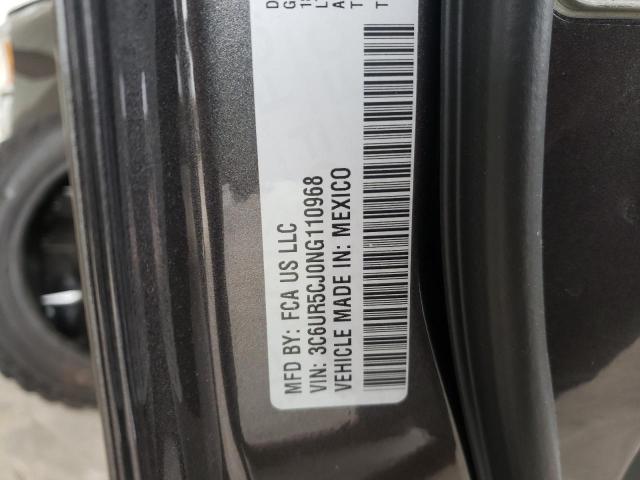 MFD BY: FCA US LLC
VIN: 3C6UR5CJ0NG110968
VEHICLE MADE IN: MEXICO